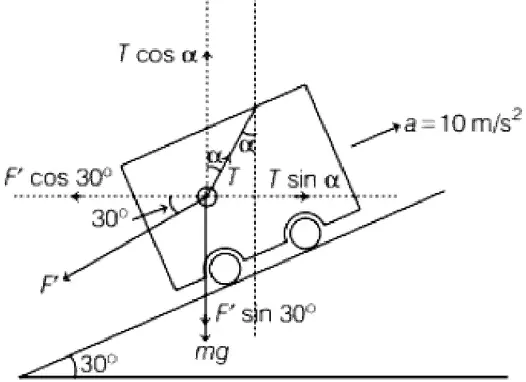 T cos α
a = 10 m/s²
α α
F′ cos 30° T T sin α
30°
F′
F′ sin 30°
mg
30°